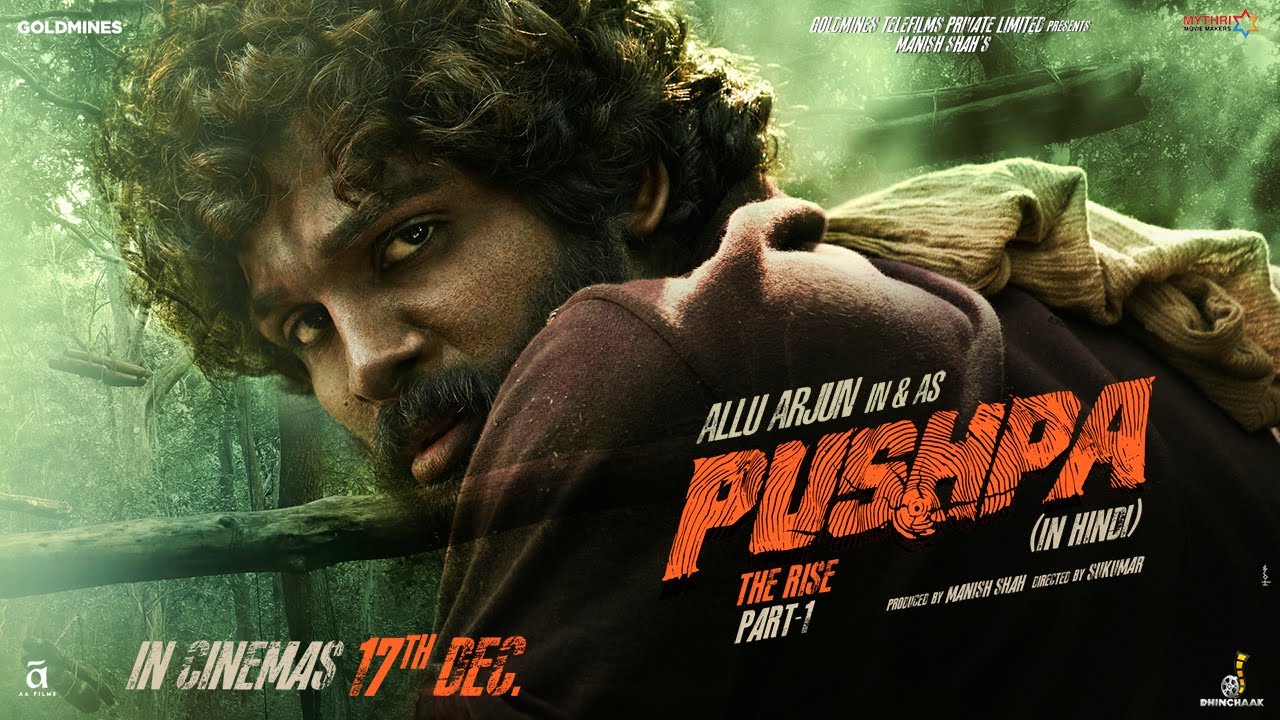 GOLDMINES
GOLDMINES TELEFILMS PRIVATE LIMITED PRESENTS
MANISH SHAH'S
MYTHRI
MOVIE MAKERS
ALLU ARJUN IN & AS
PUSHPA
(IN HINDI)
THE RISE
PART-1
PRODUCED BY MANISH SHAH DIRECTED BY SUKUMAR
IN CINEMAS 17TH DEC.
ā
AA FILMS
DHINCHAAK